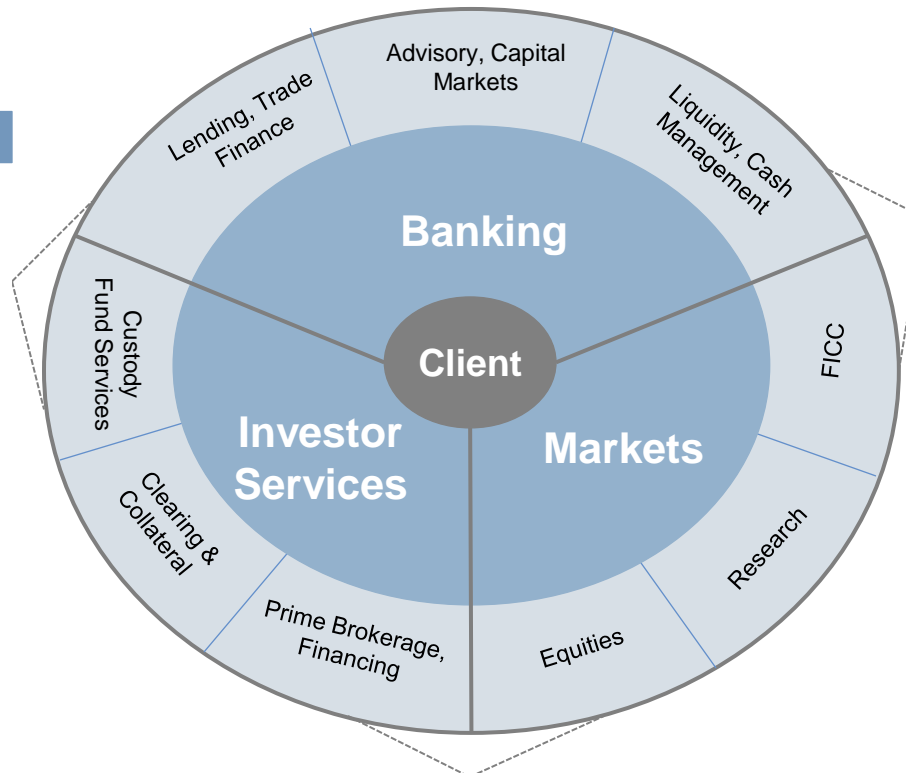 Advisory, Capital
Markets
Lending, Trade
Finance
Liquidity, Cash
Management
Banking
Custody
Fund Services
Client
FICC
Investor
Services
Markets
Clearing &
Collateral
Research
Prime Brokerage,
Financing
Equities